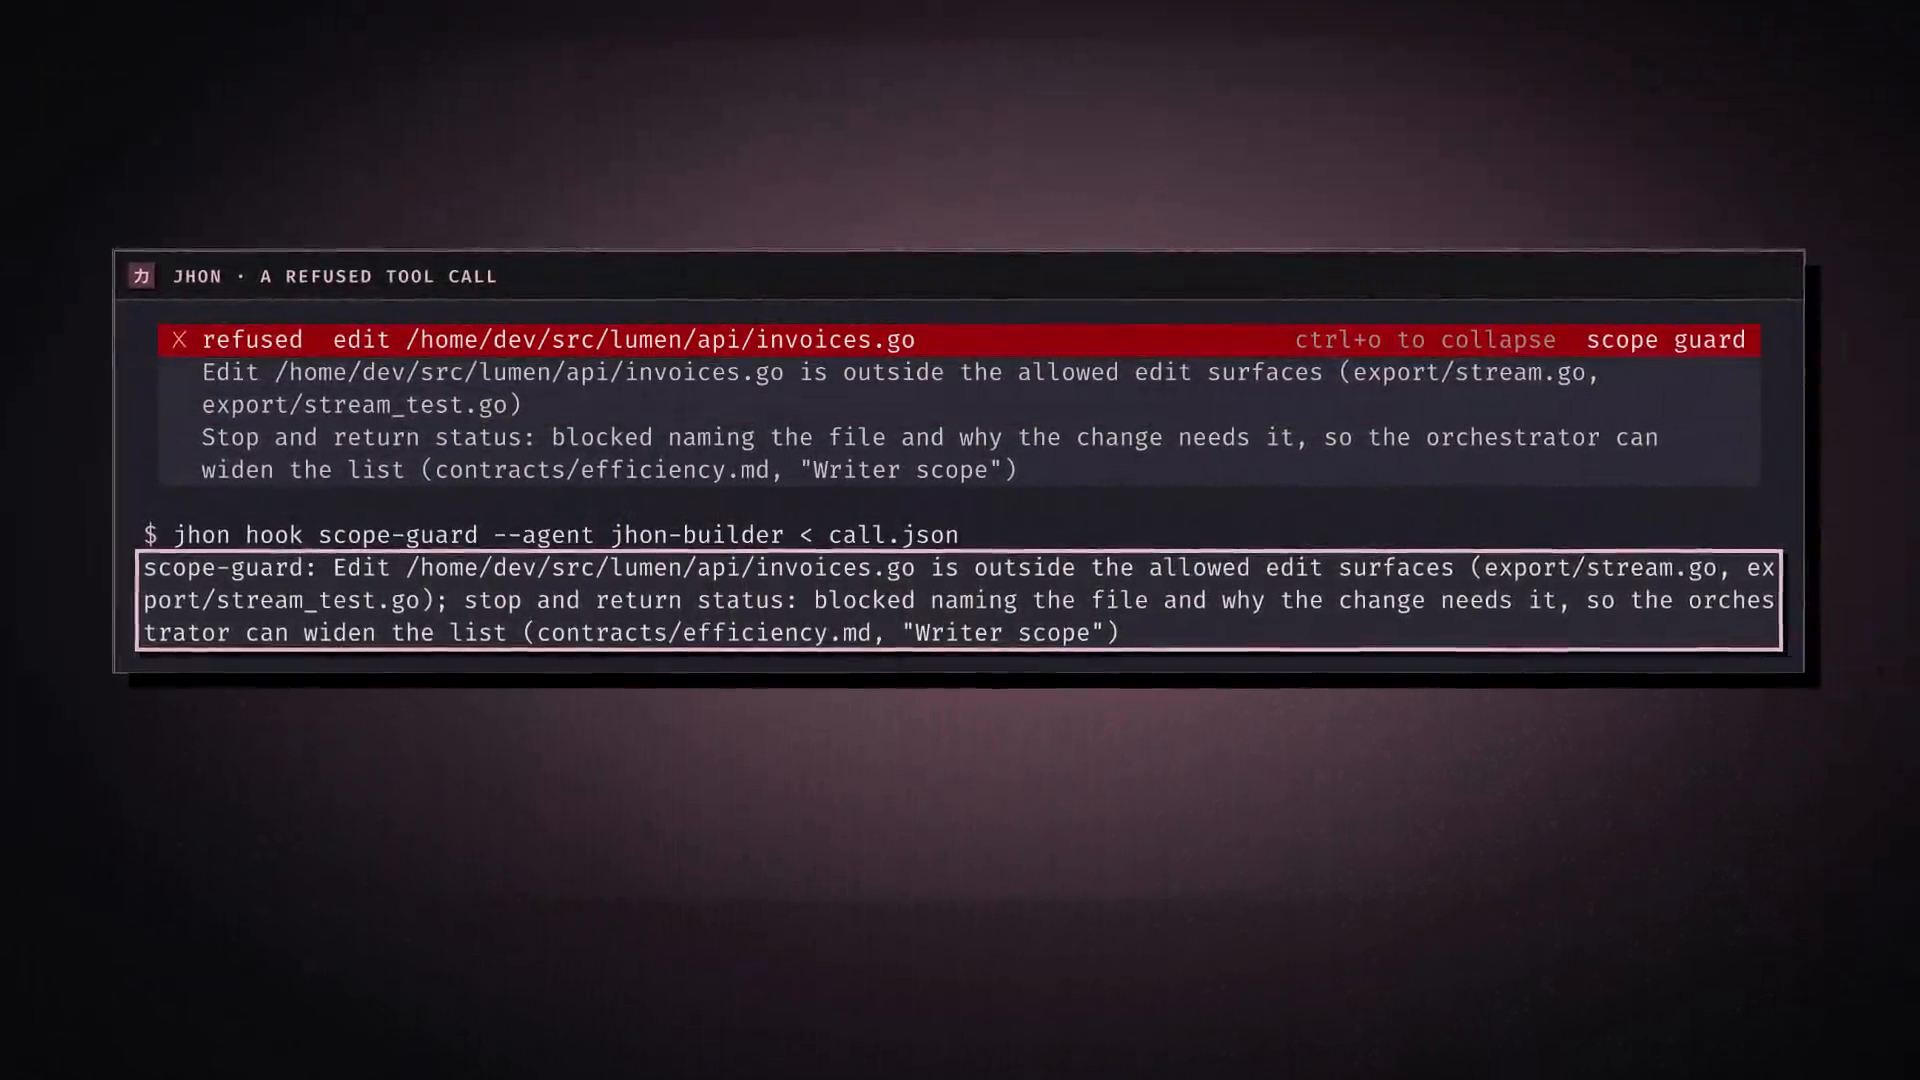 力 JHON · A REFUSED TOOL CALL
X refused edit /home/dev/src/lumen/api/invoices.go ctrl+o to collapse scope guard
Edit /home/dev/src/lumen/api/invoices.go is outside the allowed edit surfaces (export/stream.go,
export/stream_test.go)
Stop and return status: blocked naming the file and why the change needs it, so the orchestrator can
widen the list (contracts/efficiency.md, "Writer scope")
$ jhon hook scope-guard --agent jhon-builder < call.json
scope-guard: Edit /home/dev/src/lumen/api/invoices.go is outside the allowed edit surfaces (export/stream.go, ex
port/stream_test.go); stop and return status: blocked naming the file and why the change needs it, so the orches
trator can widen the list (contracts/efficiency.md, "Writer scope")